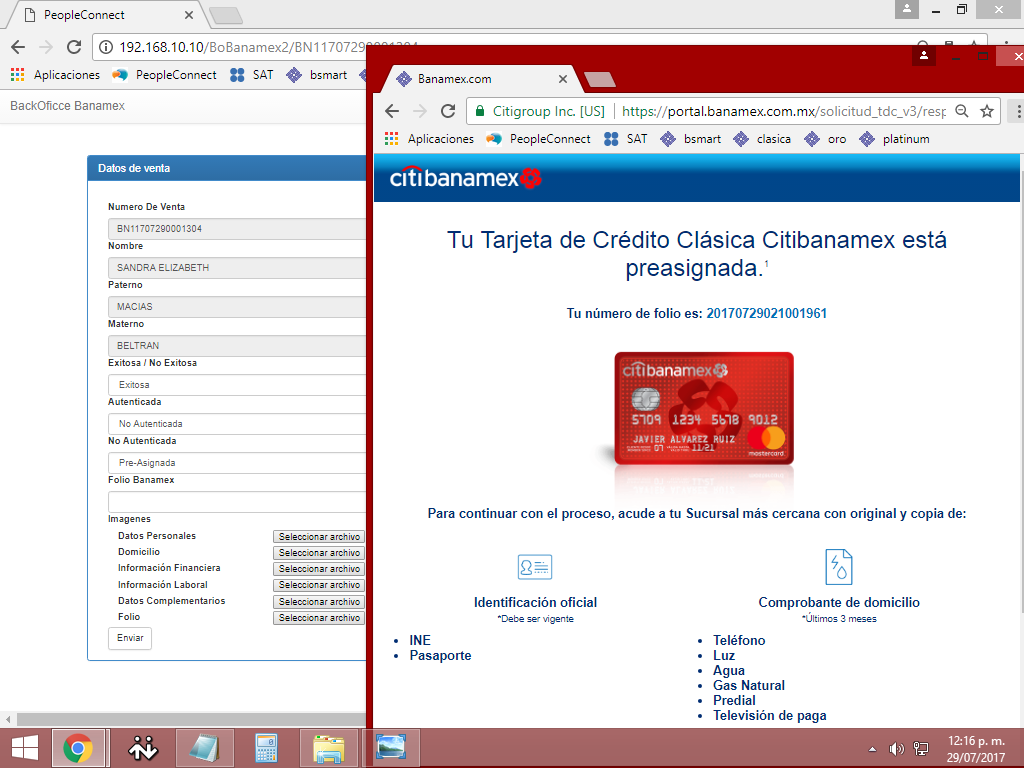 PeopleConnect
192.168.10.10/BoBanamex2/BN11707290001304
Aplicaciones PeopleConnect SAT bsmart
BackOficce Banamex
Datos de venta
Numero De Venta
BN11707290001304
Nombre
SANDRA ELIZABETH
Paterno
MACIAS
Materno
BELTRAN
Exitosa / No Exitosa
Exitosa
Autenticada
No Autenticada
No Autenticada
Pre-Asignada
Folio Banamex
Imagenes
Datos Personales Seleccionar archivo
Domicilio Seleccionar archivo
Información Financiera Seleccionar archivo
Información Laboral Seleccionar archivo
Datos Complementarios Seleccionar archivo
Folio Seleccionar archivo
Enviar
Banamex.com
Citigroup Inc. [US] https://portal.banamex.com.mx/solicitud_tdc_v3/resp
Aplicaciones PeopleConnect SAT bsmart clasica oro platinum
citibanamex
Tu Tarjeta de Crédito Clásica Citibanamex está
preasignada.1
Tu número de folio es: 20170729021001961
citibanamex
5709 1234 5678 9012
11/21
JAVIER ALVAREZ RUIZ
mastercard
Para continuar con el proceso, acude a tu Sucursal más cercana con original y copia de:
Identificación oficial
*Debe ser vigente
• INE
• Pasaporte
Comprobante de domicilio
*Últimos 3 meses
• Teléfono
• Luz
• Agua
• Gas Natural
• Predial
• Televisión de paga
12:16 p. m.
29/07/2017